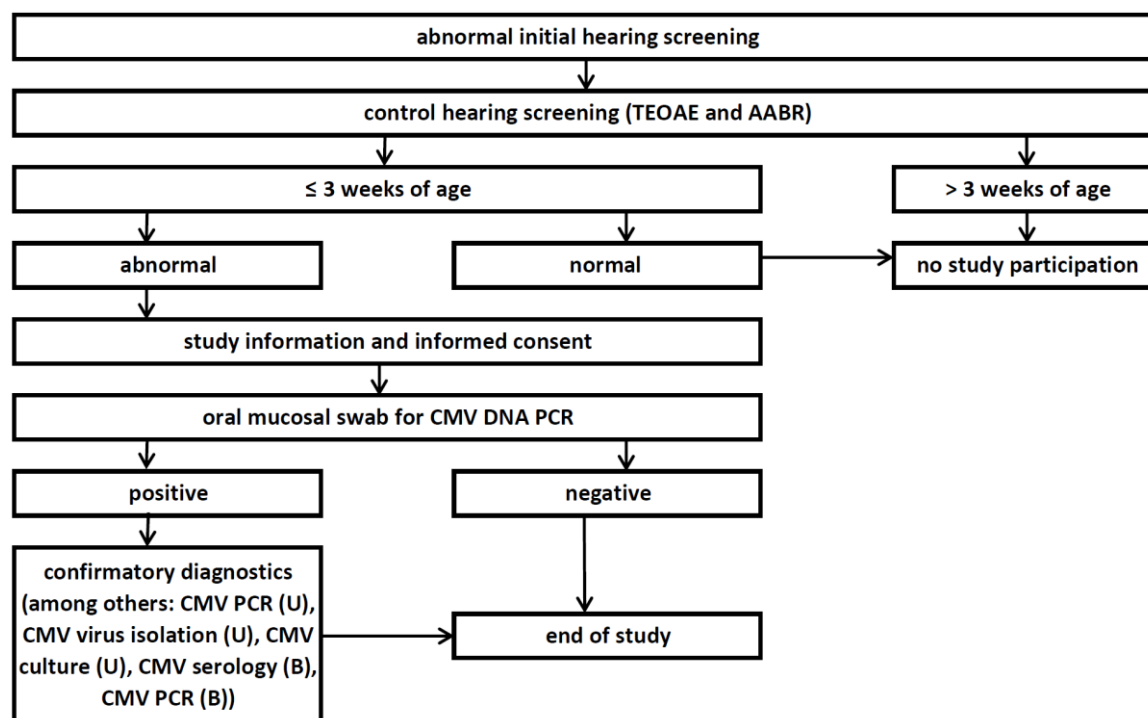 abnormal initial hearing screening
control hearing screening (TEOAE and AABR)
≤ 3 weeks of age
> 3 weeks of age
abnormal
normal
no study participation
study information and informed consent
oral mucosal swab for CMV DNA PCR
positive
negative
confirmatory diagnostics
(among others: CMV PCR (U),
CMV virus isolation (U), CMV
culture (U), CMV serology (B),
CMV PCR (B))
end of study